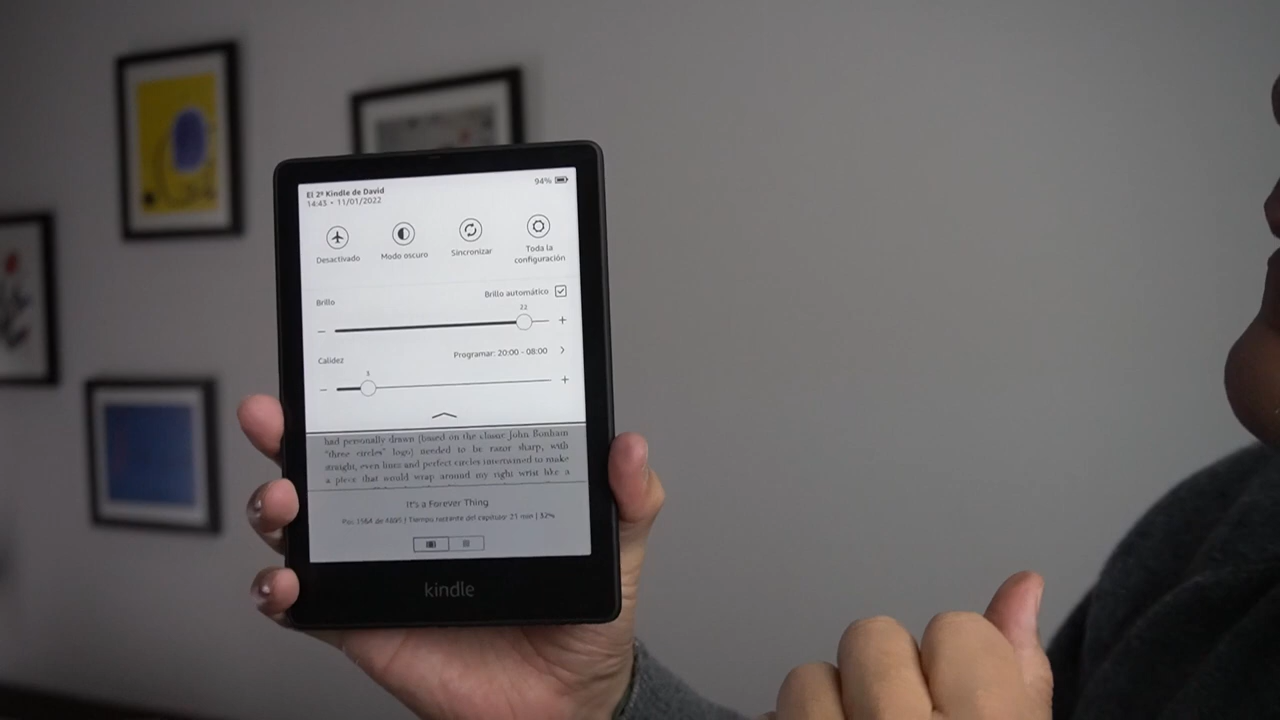 El 2º Kindle de David
94%
14:43 • 11/01/2022
Desactivado
Modo oscuro
Sincronizar
Toda la
configuración
Brillo
Brillo automático
22
Calidez
Programar: 20:00 - 08:00
3
had personally drawn (based on the classic John Bonham
“three circles” logo) needed to be razor sharp, with
straight, even lines and perfect circles intertwined to make
a piece that would wrap around my right wrist like a
It's a Forever Thing
Tiempo restante del capítulo: 21 min | 32%
kindle